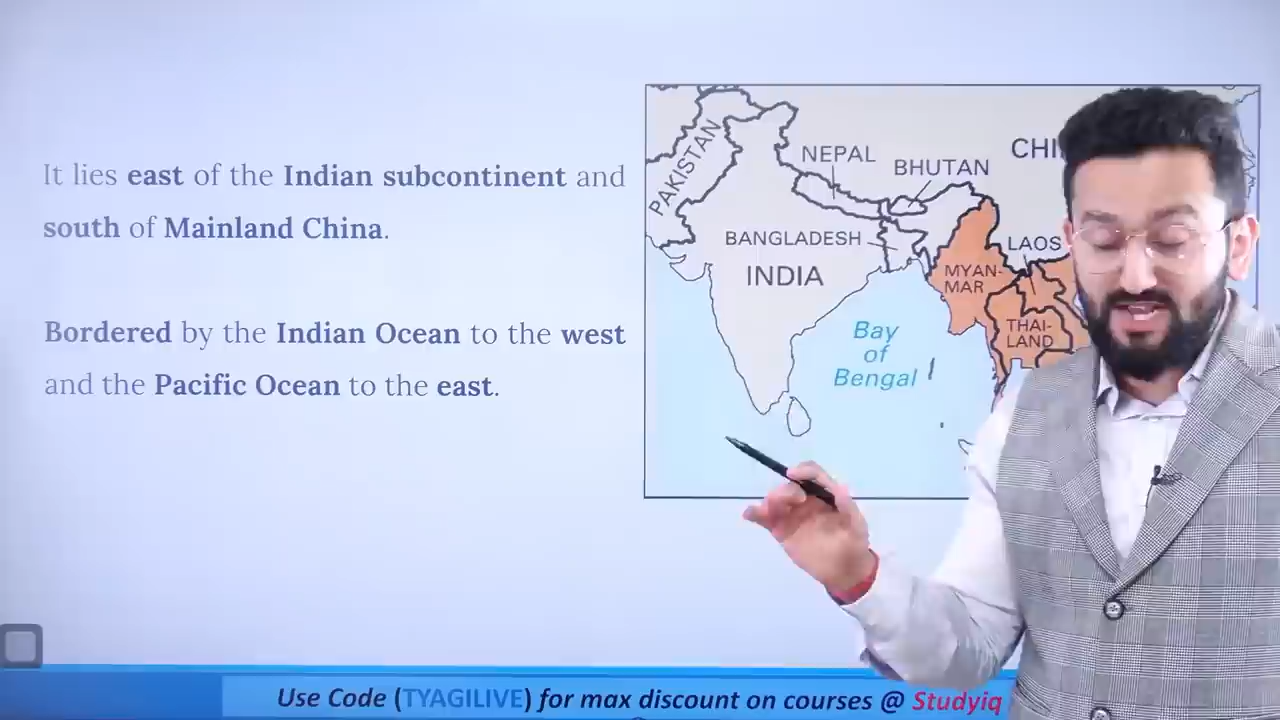 It lies east of the Indian subcontinent and
south of Mainland China.
Bordered by the Indian Ocean to the west
and the Pacific Ocean to the east.
PAKISTAN
NEPAL
BHUTAN
CHI
BANGLADESH
INDIA
MYAN-
MAR
LAOS
THAI-
LAND
Bay
of
Bengal
Use Code (TYAGILIVE) for max discount on courses @ Studyiq